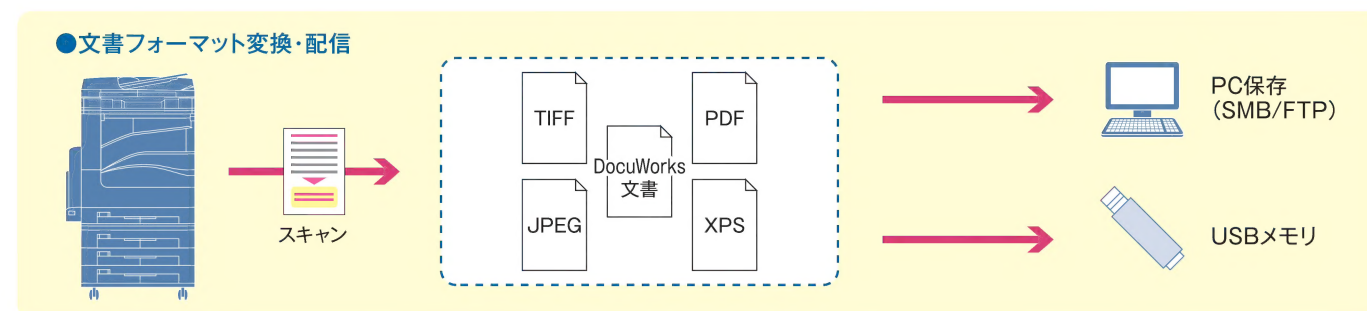 ●文書フォーマット変換・配信
スキャン
TIFF
PDF
DocuWorks
文書
JPEG
XPS
PC保存
(SMB/FTP)
USBメモリ